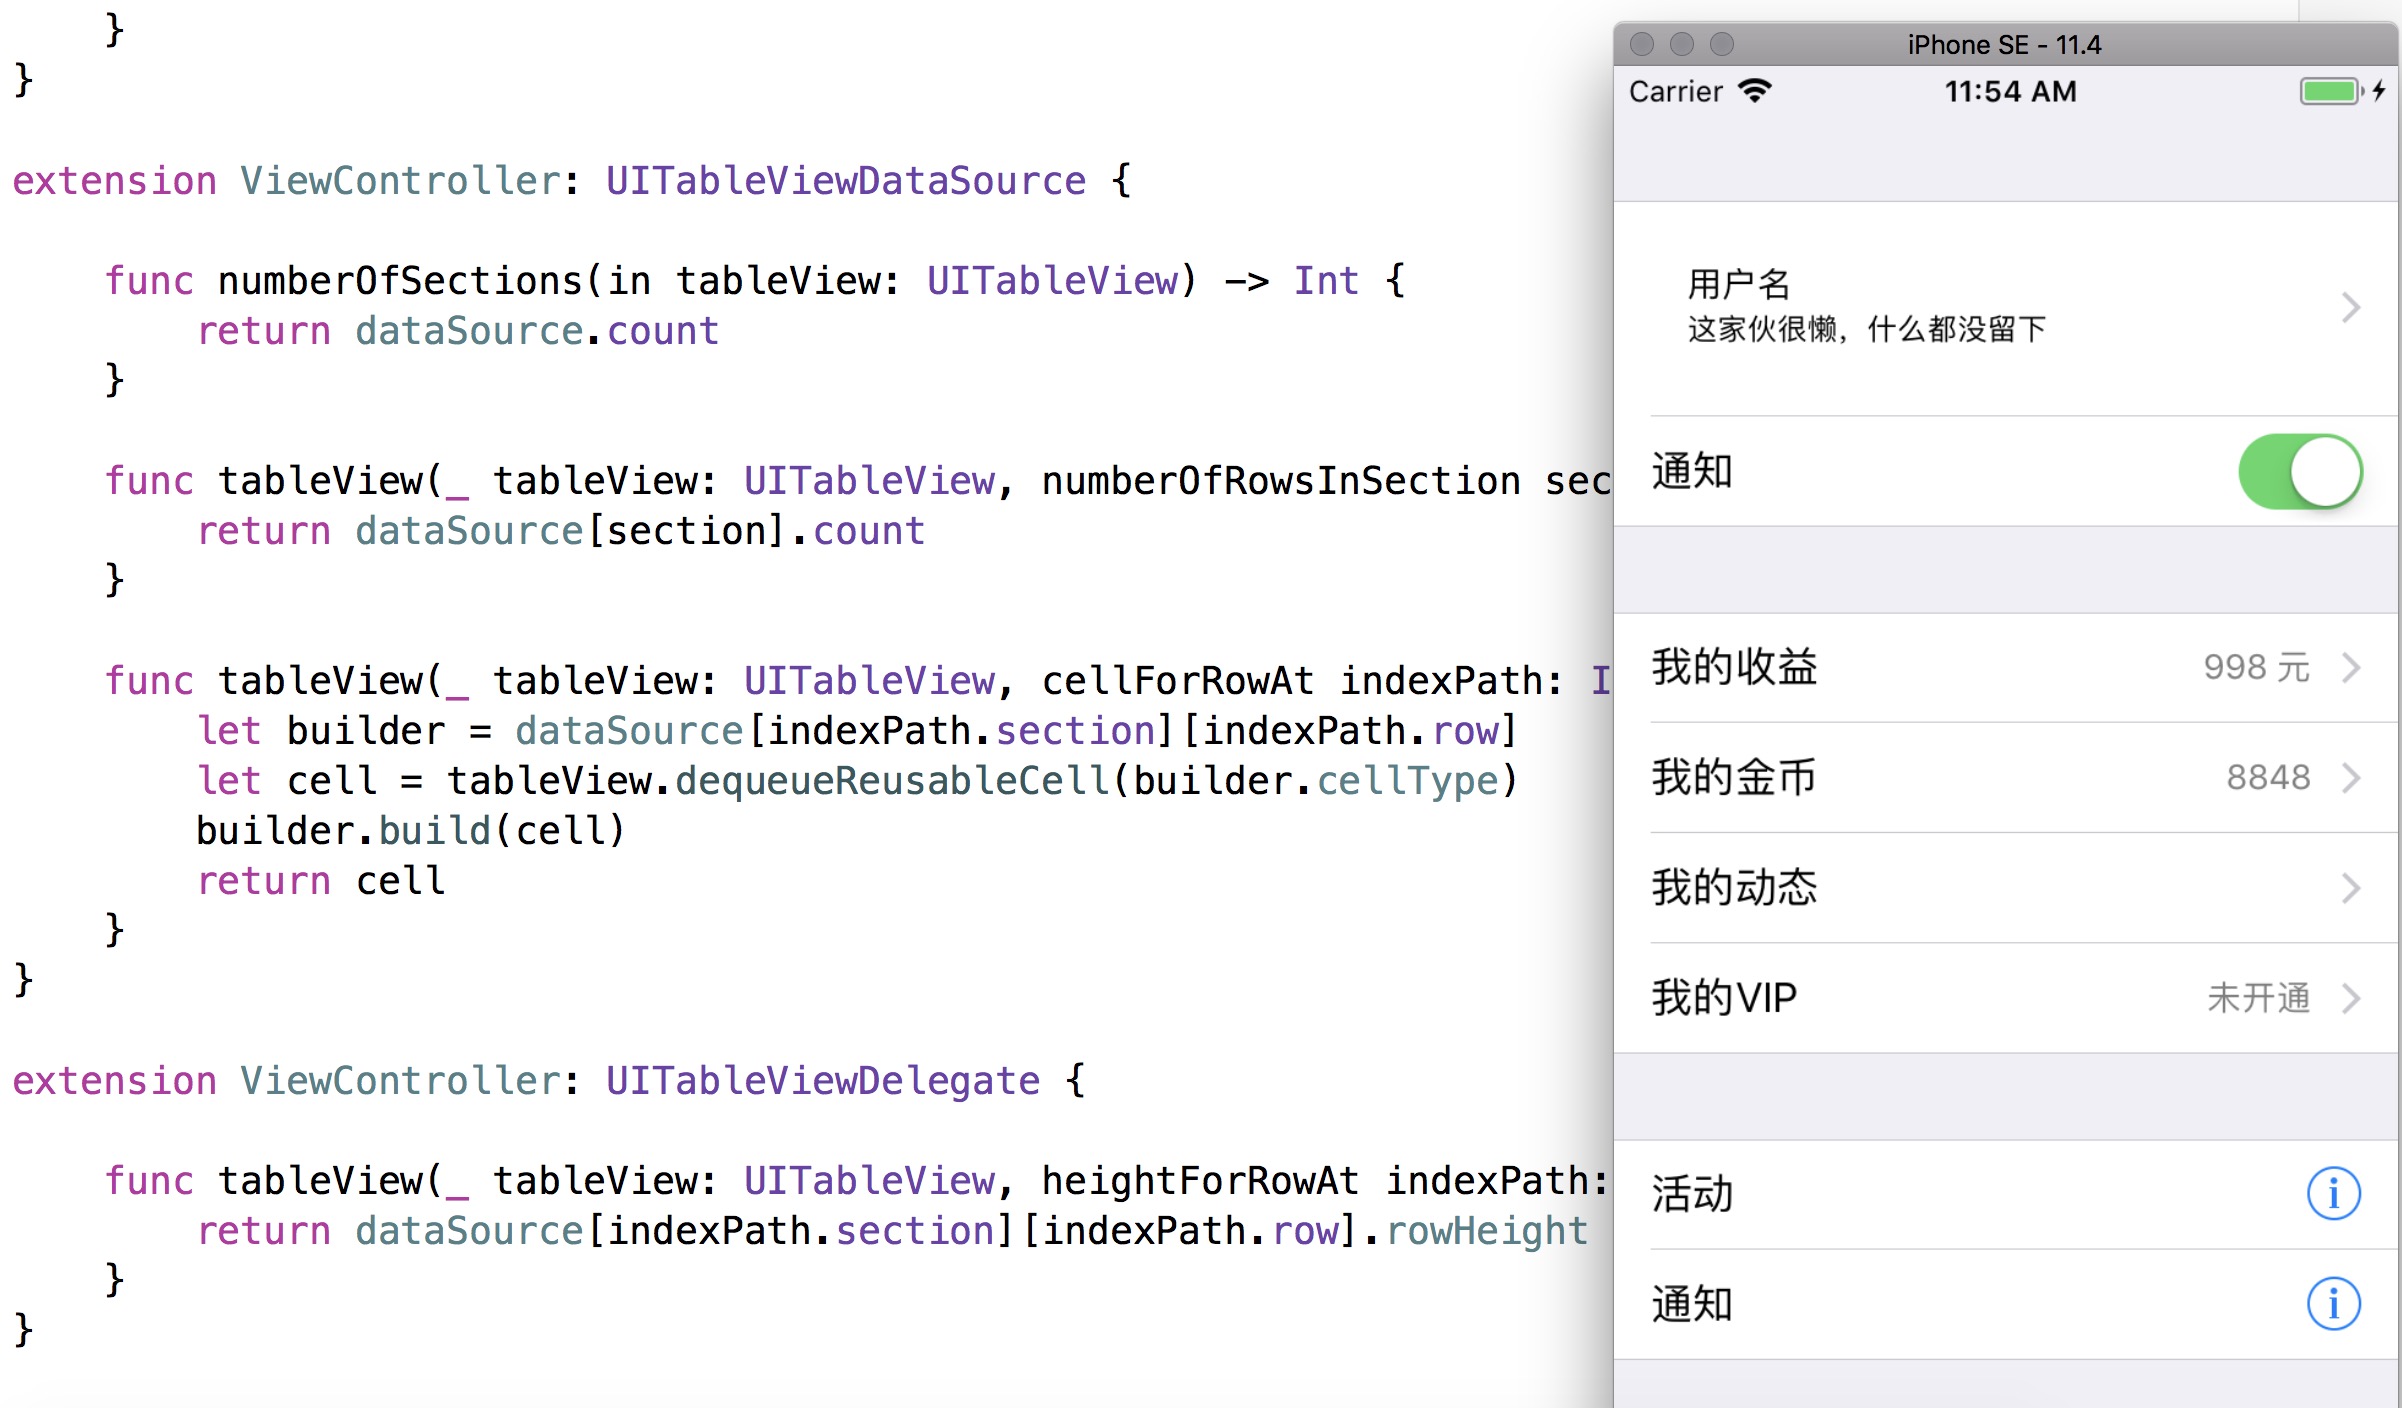 }
}
extension ViewController: UITableViewDataSource {
    func numberOfSections(in tableView: UITableView) -> Int {
        return dataSource.count
    }
    func tableView(_ tableView: UITableView, numberOfRowsInSection sec
        return dataSource[section].count
    }
    func tableView(_ tableView: UITableView, cellForRowAt indexPath: I
        let builder = dataSource[indexPath.section][indexPath.row]
        let cell = tableView.dequeueReusableCell(builder.cellType)
        builder.build(cell)
        return cell
    }
}
extension ViewController: UITableViewDelegate {
    func tableView(_ tableView: UITableView, heightForRowAt indexPath:
        return dataSource[indexPath.section][indexPath.row].rowHeight
    }
}
iPhone SE - 11.4
Carrier 11:54 AM
用户名
这家伙很懒，什么都没留下
通知
我的收益 998 元
我的金币 8848
我的动态
我的VIP 未开通
活动
通知